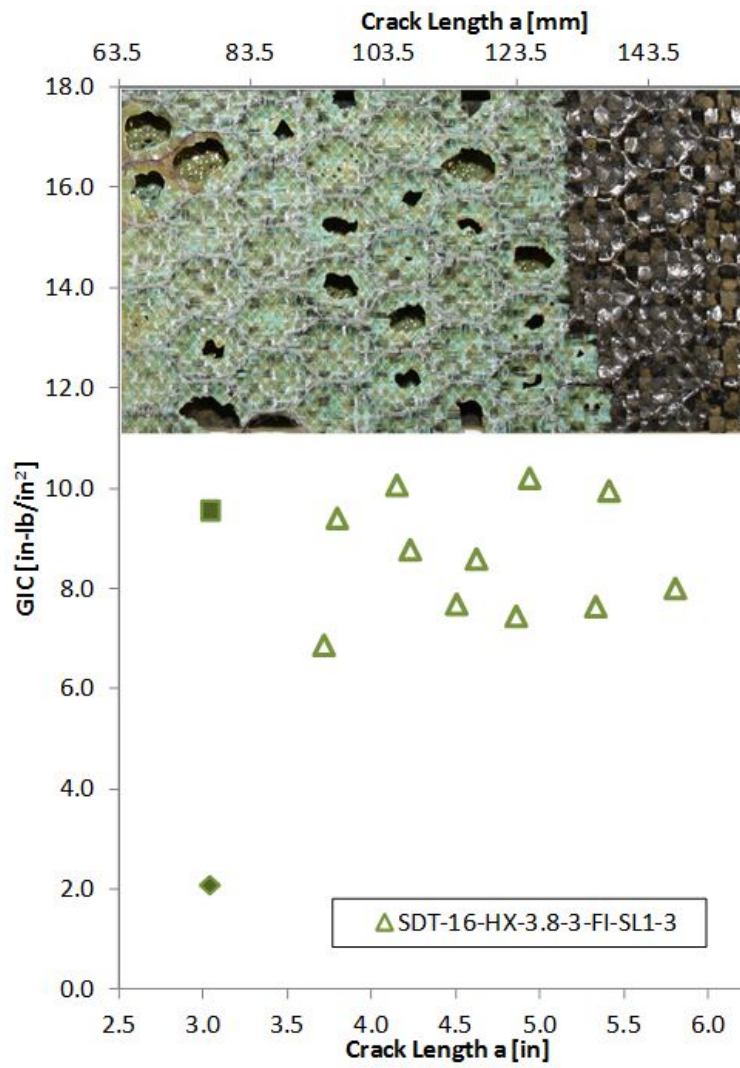 Crack Length a [mm]
63.5 83.5 103.5 123.5 143.5
18.0
16.0
14.0
12.0
10.0
8.0
6.0
4.0
2.0
0.0
GIC [in-lb/in²]
SDT-16-HX-3.8-3-FI-SL1-3
2.5 3.0 3.5 4.0 4.5 5.0 5.5 6.0
Crack Length a [in]